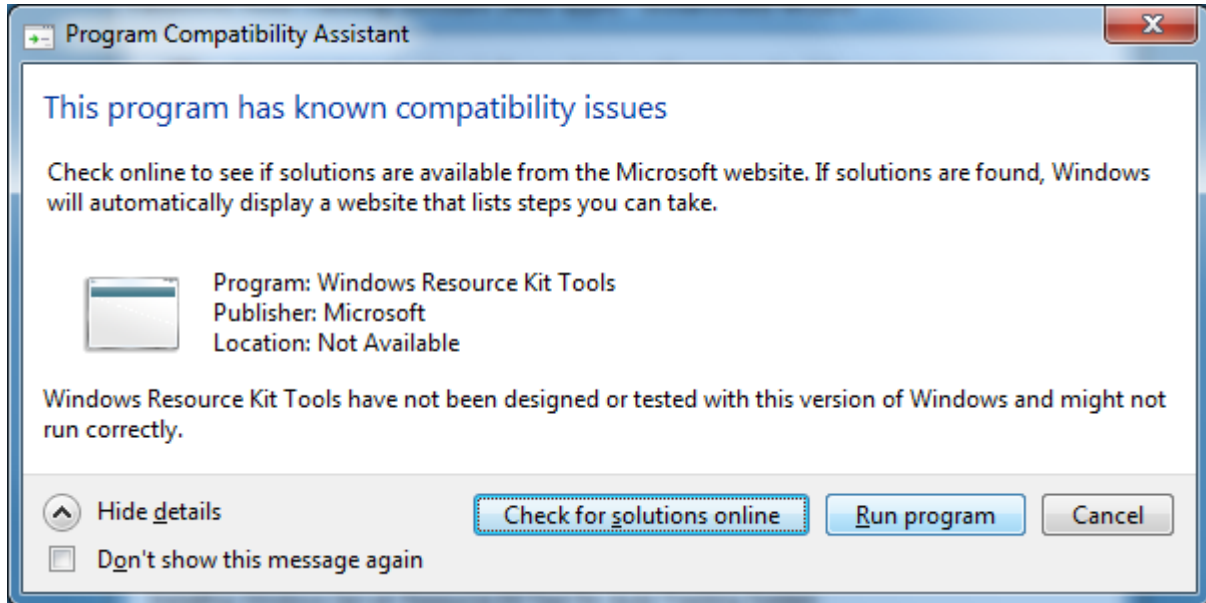 Program Compatibility Assistant
This program has known compatibility issues
Check online to see if solutions are available from the Microsoft website. If solutions are found, Windows
will automatically display a website that lists steps you can take.
Program: Windows Resource Kit Tools
Publisher: Microsoft
Location: Not Available
Windows Resource Kit Tools have not been designed or tested with this version of Windows and might not
run correctly.
Hide details
Check for solutions online
Run program
Cancel
Don't show this message again